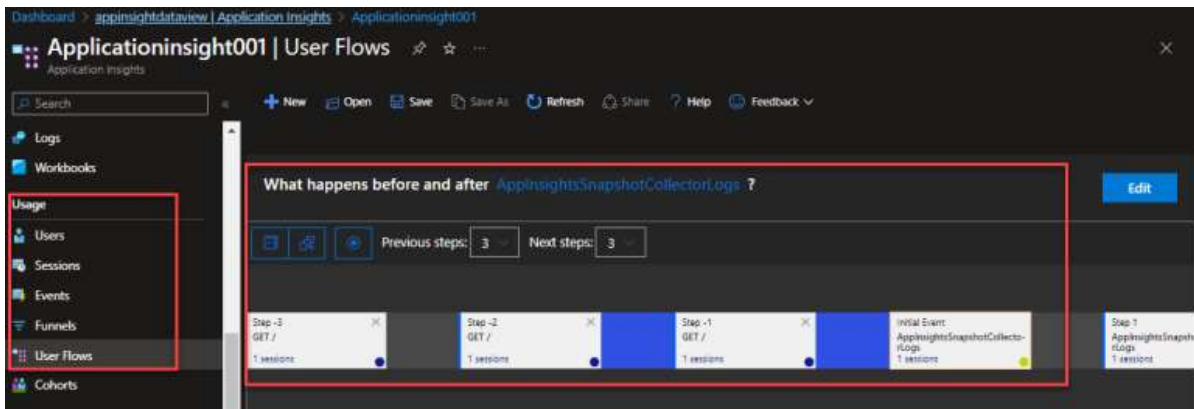 Dashboard > appinsightdataview | Application Insights > Applicationinsight001
Applicationinsight001 | User Flows
Application Insights
Search
New Open Save Save As Refresh Share Help Feedback
Logs
Workbooks
Usage
Users
Sessions
Events
Funnels
User Flows
Cohorts
What happens before and after AppInsightsSnapshotCollectorLogs ?
Edit
Previous steps: 3 Next steps: 3
Step -3
GET /
1 sessions
Step -2
GET /
1 sessions
Step -1
GET /
1 sessions
Initial Event
AppInsightsSnapshotCollecto-
rLogs
1 sessions
Step 1
AppInsightsSnapsh
rLogs
1 sessions